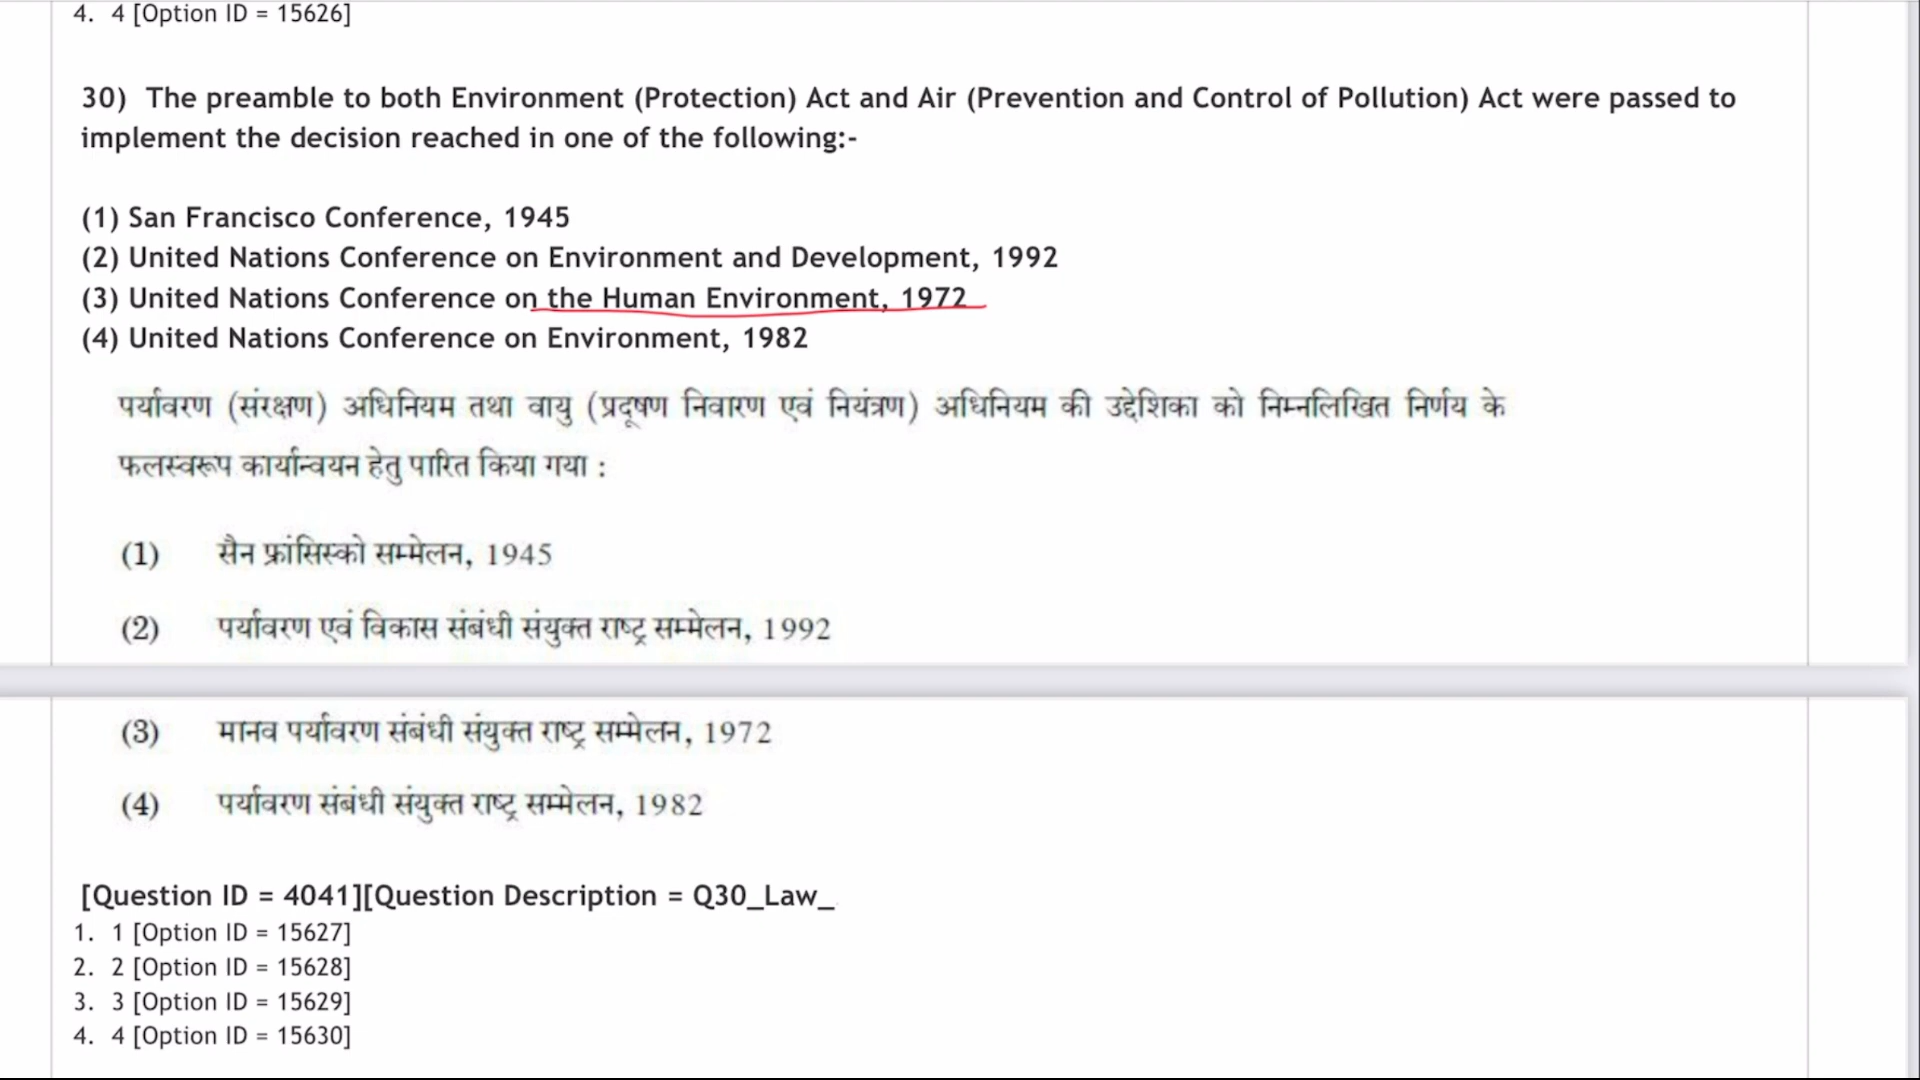 4. 4 [Option ID = 15626]
30) The preamble to both Environment (Protection) Act and Air (Prevention and Control of Pollution) Act were passed to
implement the decision reached in one of the following:-
(1) San Francisco Conference, 1945
(2) United Nations Conference on Environment and Development, 1992
(3) United Nations Conference on the Human Environment, 1972
(4) United Nations Conference on Environment, 1982
पर्यावरण (संरक्षण) अधिनियम तथा वायु (प्रदूषण निवारण एवं नियंत्रण) अधिनियम की उद्देशिका को निम्नलिखित निर्णय के
फलस्वरूप कार्यान्वयन हेतु पारित किया गया :
(1) सैन फ्रांसिस्को सम्मेलन, 1945
(2) पर्यावरण एवं विकास संबंधी संयुक्त राष्ट्र सम्मेलन, 1992
(3) मानव पर्यावरण संबंधी संयुक्त राष्ट्र सम्मेलन, 1972
(4) पर्यावरण संबंधी संयुक्त राष्ट्र सम्मेलन, 1982
[Question ID = 4041][Question Description = Q30_Law_
1. 1 [Option ID = 15627]
2. 2 [Option ID = 15628]
3. 3 [Option ID = 15629]
4. 4 [Option ID = 15630]